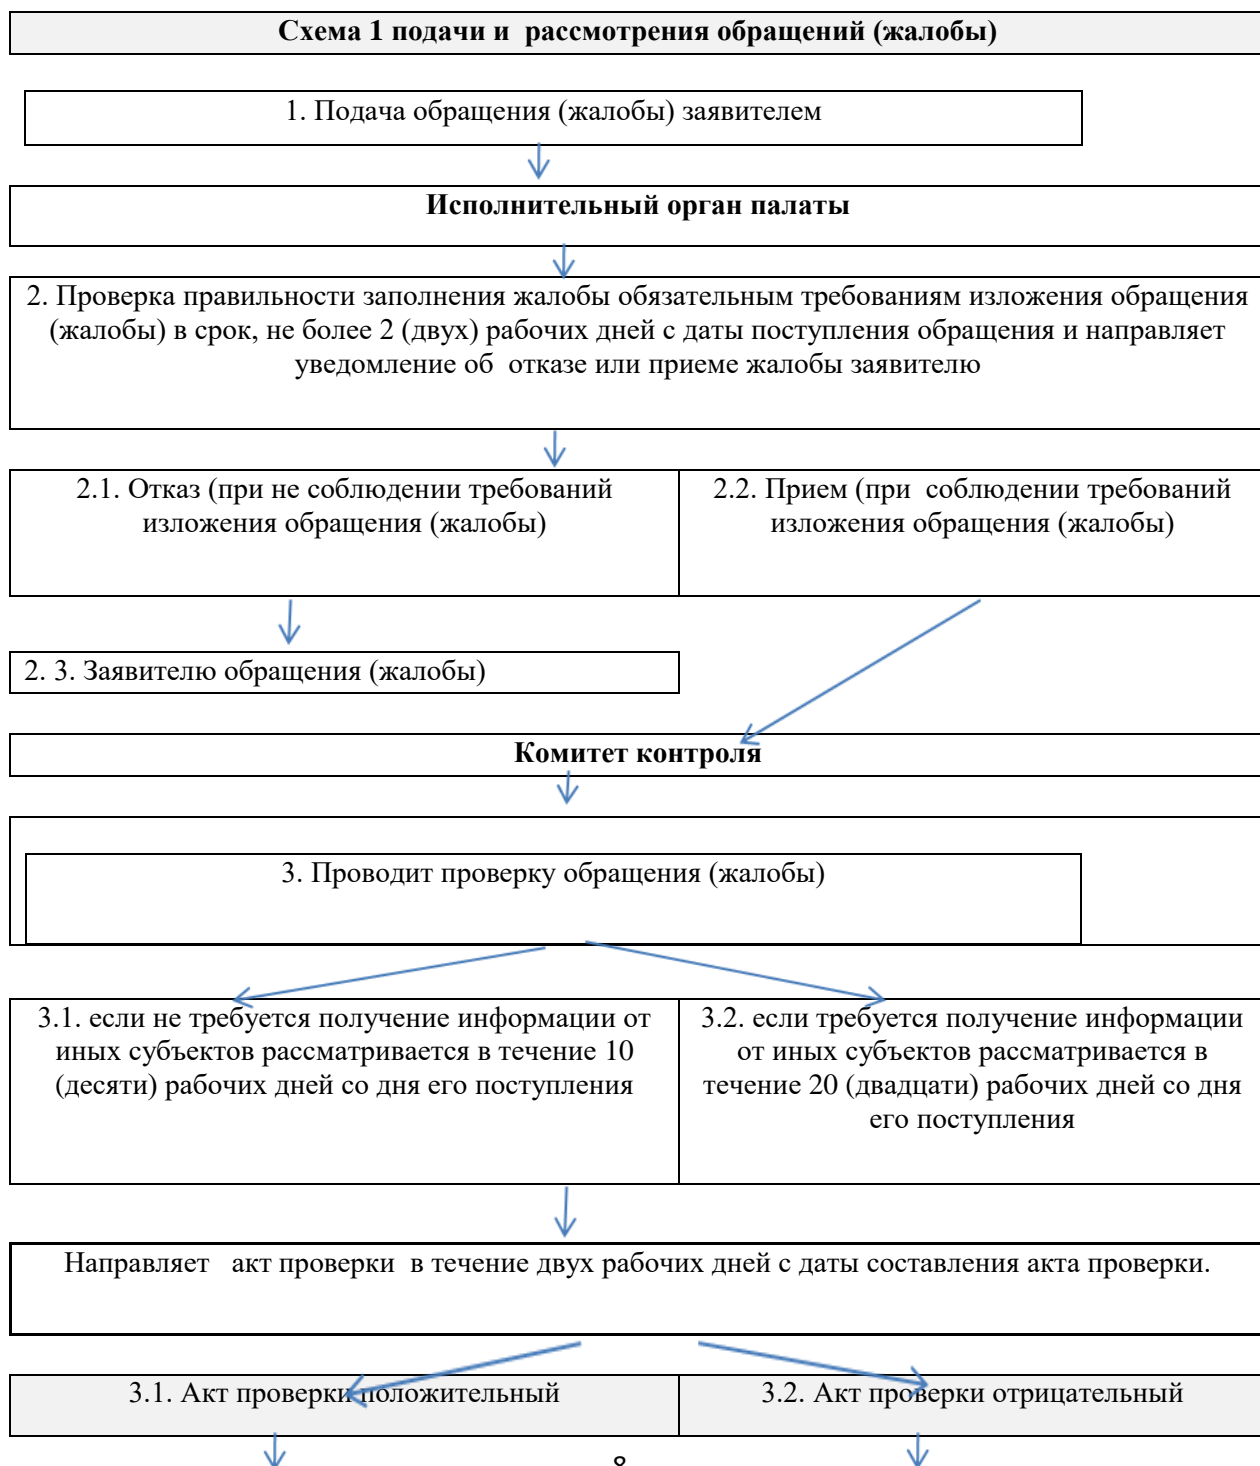 Схема 1 подачи и рассмотрения обращений (жалобы)
1. Подача обращения (жалобы) заявителем
Исполнительный орган палаты
2. Проверка правильности заполнения жалобы обязательным требованиям изложения обращения
(жалобы) в срок, не более 2 (двух) рабочих дней с даты поступления обращения и направляет
уведомление об отказе или приеме жалобы заявителю
2.1. Отказ (при не соблюдении требований
изложения обращения (жалобы)
2.2. Прием (при соблюдении требований
изложения обращения (жалобы)
2. 3. Заявителю обращения (жалобы)
Комитет контроля
3. Проводит проверку обращения (жалобы)
3.1. если не требуется получение информации от
иных субъектов рассматривается в течение 10
(десяти) рабочих дней со дня его поступления
3.2. если требуется получение информации
от иных субъектов рассматривается в
течение 20 (двадцати) рабочих дней со дня
его поступления
Направляет акт проверки в течение двух рабочих дней с даты составления акта проверки.
3.1. Акт проверки положительный
3.2. Акт проверки отрицательный
8